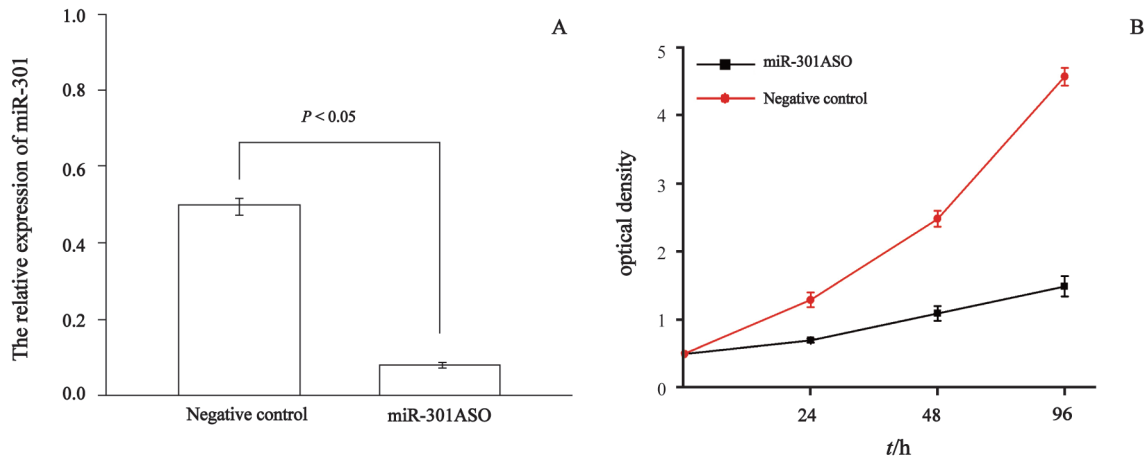 A
The relative expression of miR-301
1.0
0.8
0.6
0.4
0.2
0.0
P < 0.05
Negative control
miR-301ASO
B
optical density
5
4
3
2
1
0
miR-301ASO
Negative control
24
48
96
t/h